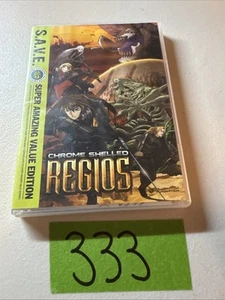 S.A.V.E. SUPER AMAZING VALUE EDITION
CHROME SHELLED
REGIOS
333